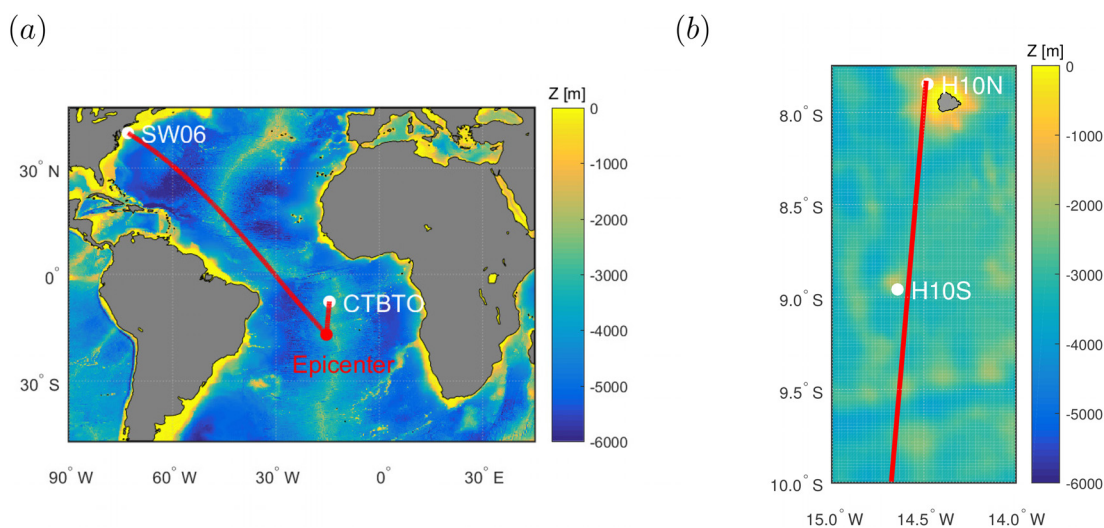 (a)
Z [m]
0
-1000
-2000
-3000
-4000
-5000
-6000
SW06
CTBTO
Epicenter
30° N
0°
30° S
90° W
60° W
30° W
0°
30° E
(b)
Z [m]
0
-1000
-2000
-3000
-4000
-5000
-6000
H10N
H10S
8.0° S
8.5° S
9.0° S
9.5° S
10.0° S
15.0° W
14.5° W
14.0° W